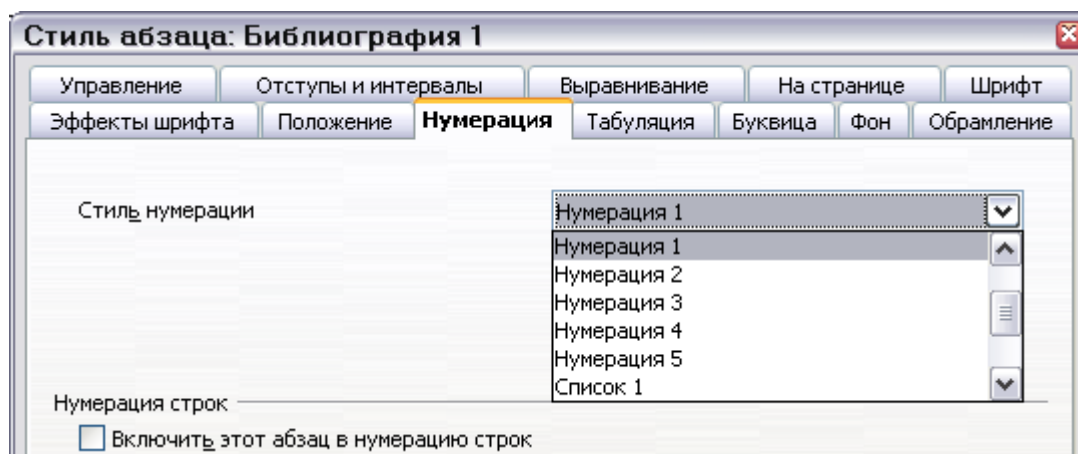 Стиль абзаца: Библиография 1
Управление Отступы и интервалы Выравнивание На странице Шрифт
Эффекты шрифта Положение Нумерация Табуляция Буквица Фон Обрамление
Стиль нумерации Нумерация 1
Нумерация 1
Нумерация 2
Нумерация 3
Нумерация 4
Нумерация 5
Список 1
Нумерация строк
Включить этот абзац в нумерацию строк